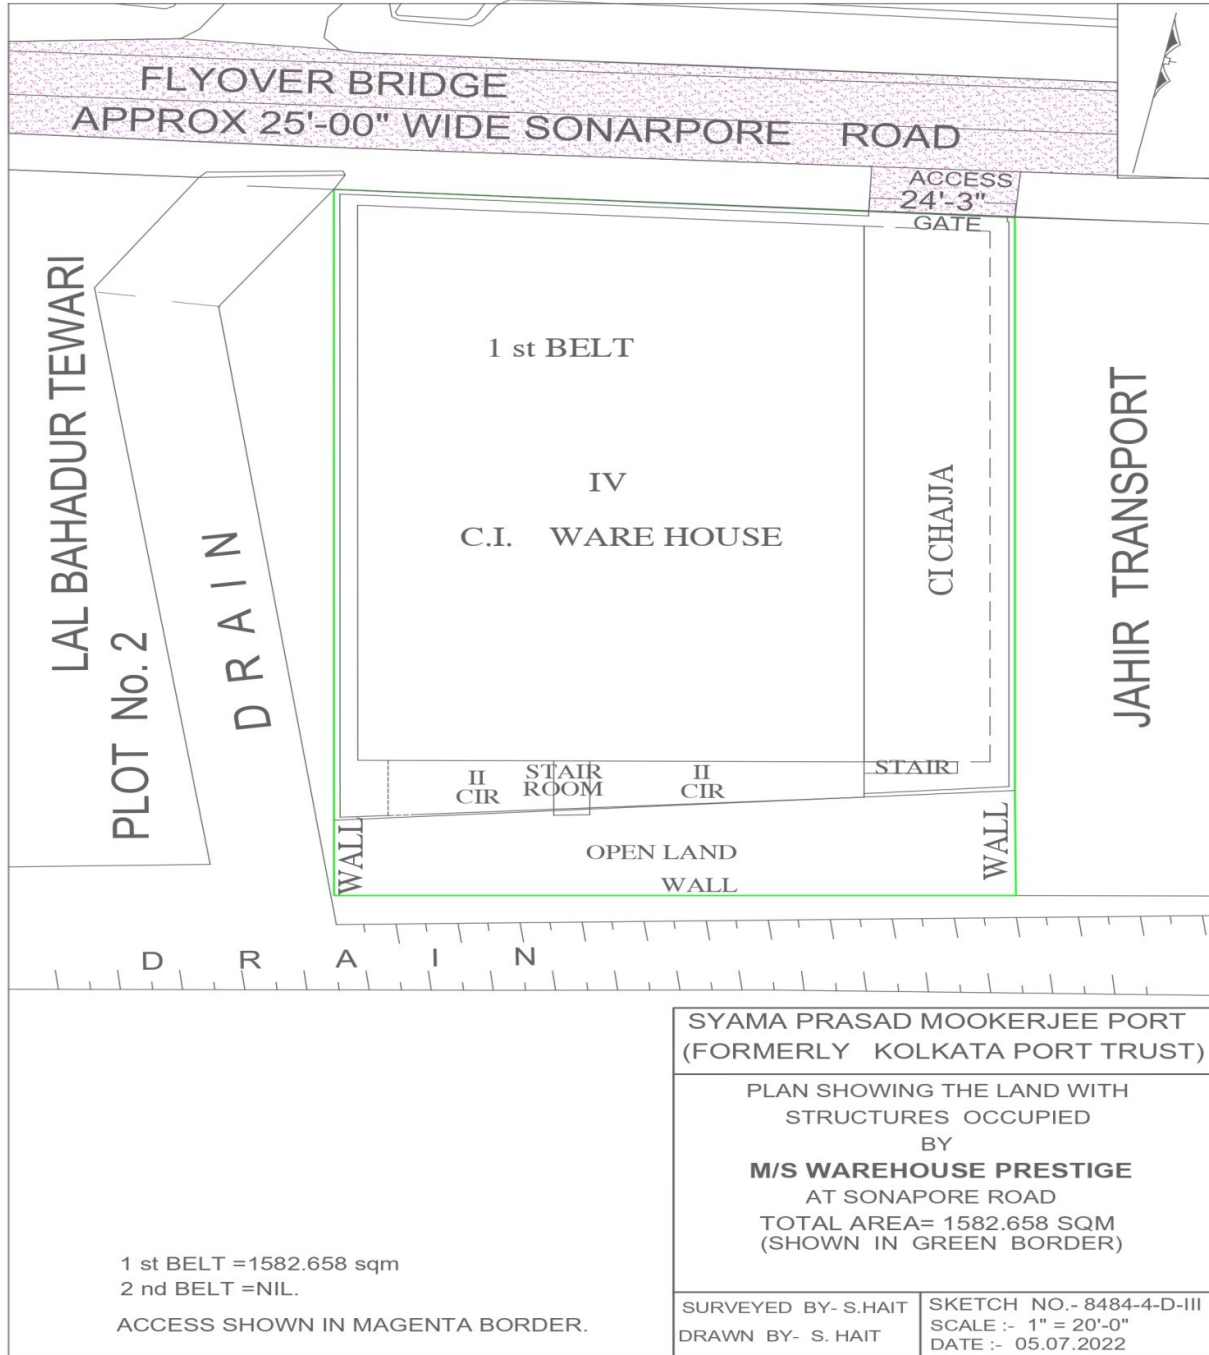 FLYOVER BRIDGE
APPROX 25'-00" WIDE SONARPORE ROAD
ACCESS
24'-3"
GATE
LAL BAHADUR TEWARI
PLOT No. 2
DRAIN
1 st BELT
IV
C.I. WARE HOUSE
CI CHAJJA
JAHIR TRANSPORT
II
CIR
STAIR
ROOM
II
CIR
STAIR
WALL
OPEN LAND
WALL
WALL
DRAIN
SYAMA PRASAD MOOKERJEE PORT
(FORMERLY KOLKATA PORT TRUST)
PLAN SHOWING THE LAND WITH
STRUCTURES OCCUPIED
BY
M/S WAREHOUSE PRESTIGE
AT SONAPORE ROAD
TOTAL AREA= 1582.658 SQM
(SHOWN IN GREEN BORDER)
1 st BELT =1582.658 sqm
2 nd BELT =NIL.
ACCESS SHOWN IN MAGENTA BORDER.
SURVEYED BY- S.HAIT
DRAWN BY- S. HAIT
SKETCH NO.- 8484-4-D-III
SCALE :- 1" = 20'-0"
DATE :- 05.07.2022